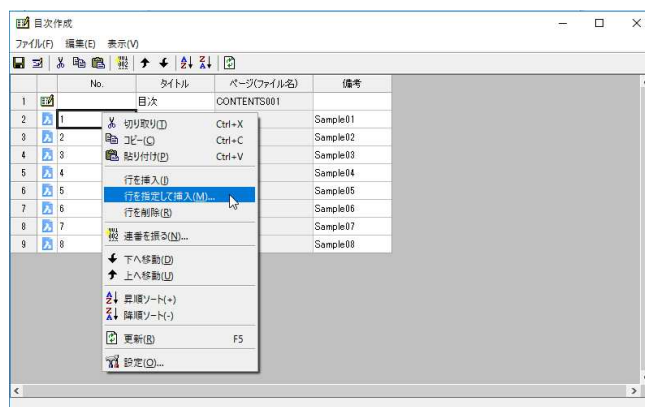 目次作成
ファイル(F) 編集(E) 表示(V)
No. タイトル ページ(ファイル名) 備考
1 目次 CONTENTS001
2 1 Sample01
3 2 Sample02
4 3 Sample03
5 4 Sample04
6 5 Sample05
7 6 Sample06
8 7 Sample07
9 8 Sample08
切り取り(T) Ctrl+X
コピー(C) Ctrl+C
貼り付け(P) Ctrl+V
行を挿入(I)
行を指定して挿入(M)...
行を削除(R)
連番を振る(N)...
下へ移動(D)
上へ移動(U)
昇順ソート(+)
降順ソート(-)
更新(R) F5
設定(O)...